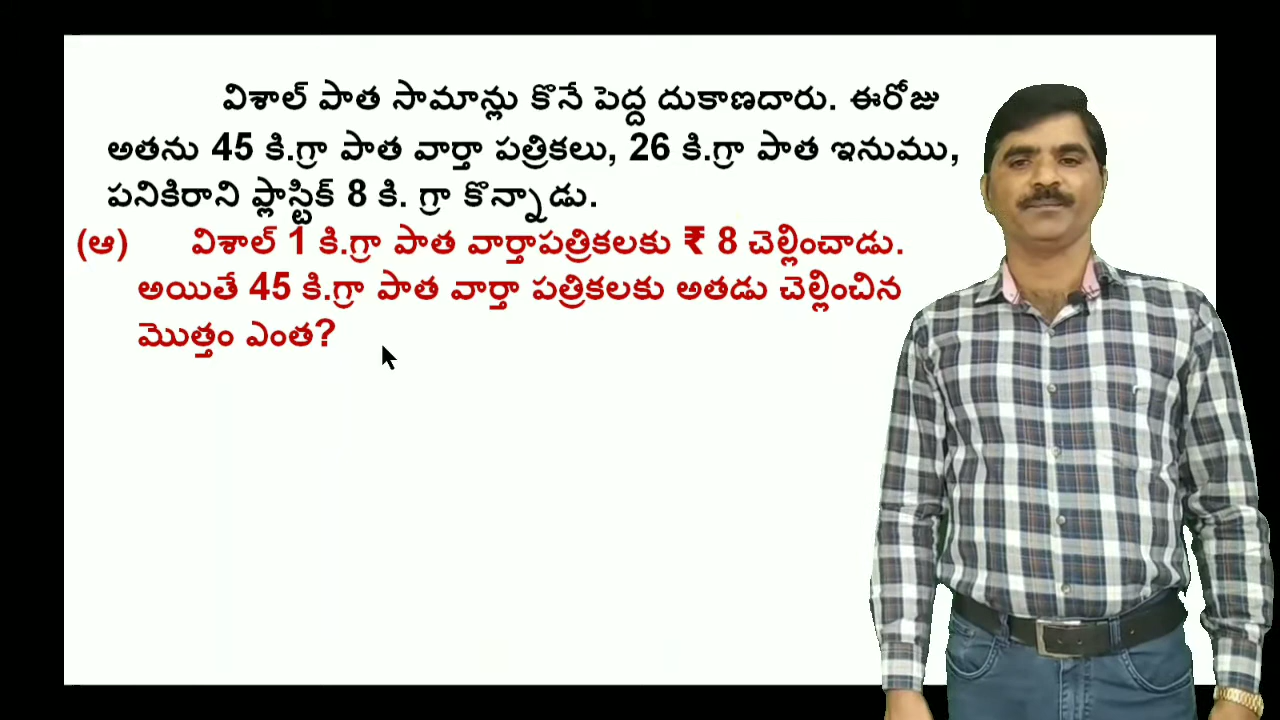 విశాల్ పాత సామాన్లు కొనే పెద్ద దుకాణదారు. ఈరోజు
అతను 45 కి.గ్రా పాత వార్తా పత్రికలు, 26 కి.గ్రా పాత ఇనుము,
పనికిరాని ప్లాస్టిక్ 8 కి. గ్రా కొన్నాడు.
(ఆ) విశాల్ 1 కి.గ్రా పాత వార్తాపత్రికలకు ₹ 8 చెల్లించాడు.
అయితే 45 కి.గ్రా పాత వార్తా పత్రికలకు అతడు చెల్లించిన
మొత్తం ఎంత?